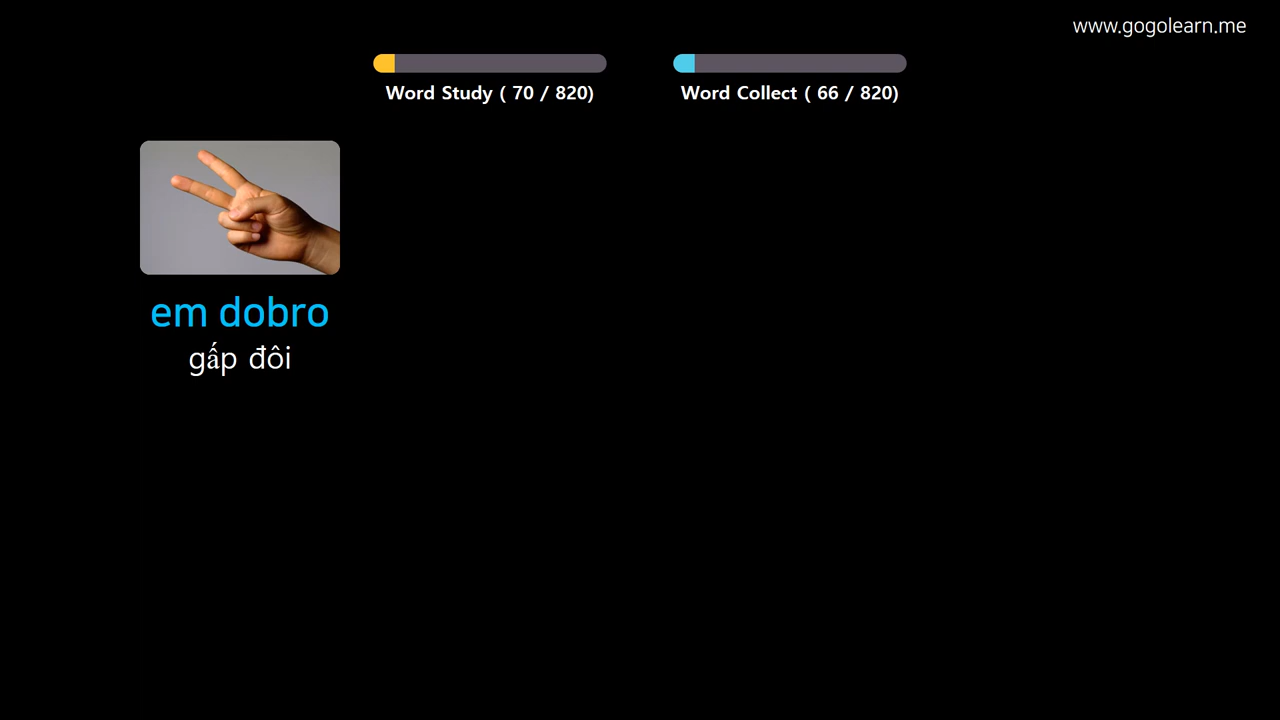 www.gogolearn.me
Word Study ( 70 / 820)
Word Collect ( 66 / 820)
em dobro
gấp đôi